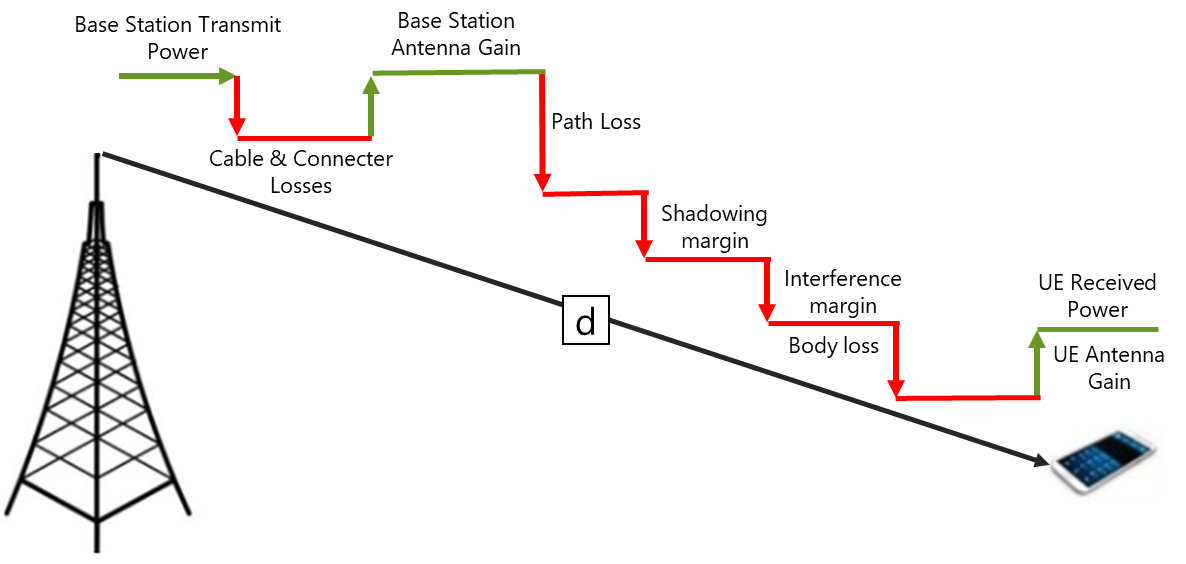 Base Station Transmit
Power
Base Station
Antenna Gain
Path Loss
Cable & Connecter
Losses
Shadowing
margin
Interference
margin
UE Received
Power
d
Body loss
UE Antenna
Gain